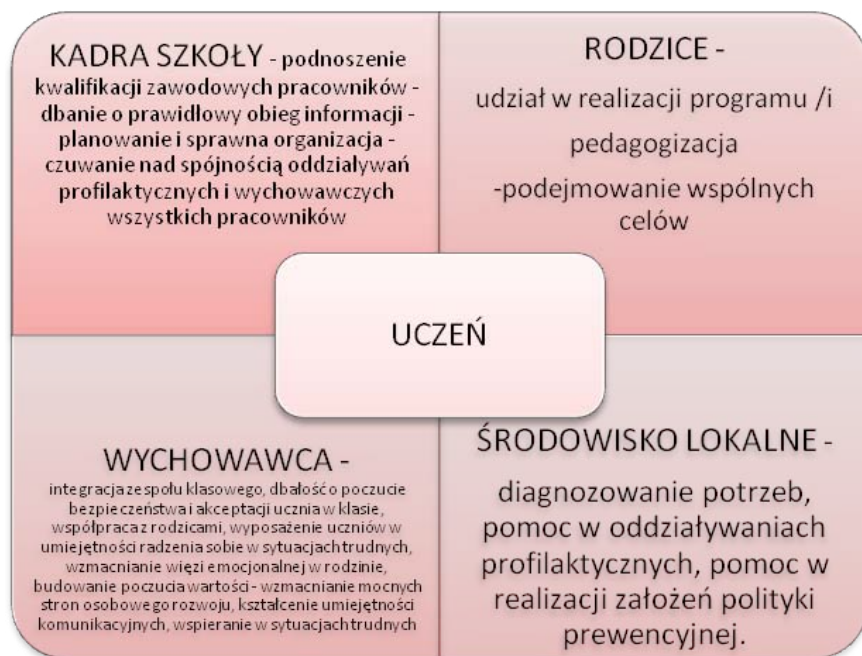 KADRA SZKOŁY - podnoszenie
kwalifikacji zawodowych pracowników -
dbanie o prawidłowy obieg informacji -
planowanie i sprawna organizacja -
czuwanie nad spójnością oddziaływań
profilaktycznych i wychowawczych
wszystkich pracowników
RODZICE -
udział w realizacji programu /i
pedagogizacja
-podejmowanie wspólnych
celów
UCZEŃ
WYCHOWAWCA -
integracja zespołu klasowego, dbałość o poczucie
bezpieczeństwa i akceptacji ucznia w klasie,
współpraca z rodzicami, wyposażenie uczniów w
umiejętności radzenia sobie w sytuacjach trudnych,
wzmacnianie więzi emocjonalnej w rodzinie,
budowanie poczucia wartości - wzmacnianie mocnych
stron osobowego rozwoju, kształcenie umiejętności
komunikacyjnych, wspieranie w sytuacjach trudnych
ŚRODOWISKO LOKALNE -
diagnozowanie potrzeb,
pomoc w oddziaływaniach
profilaktycznych, pomoc w
realizacji założeń polityki
prewencyjnej.